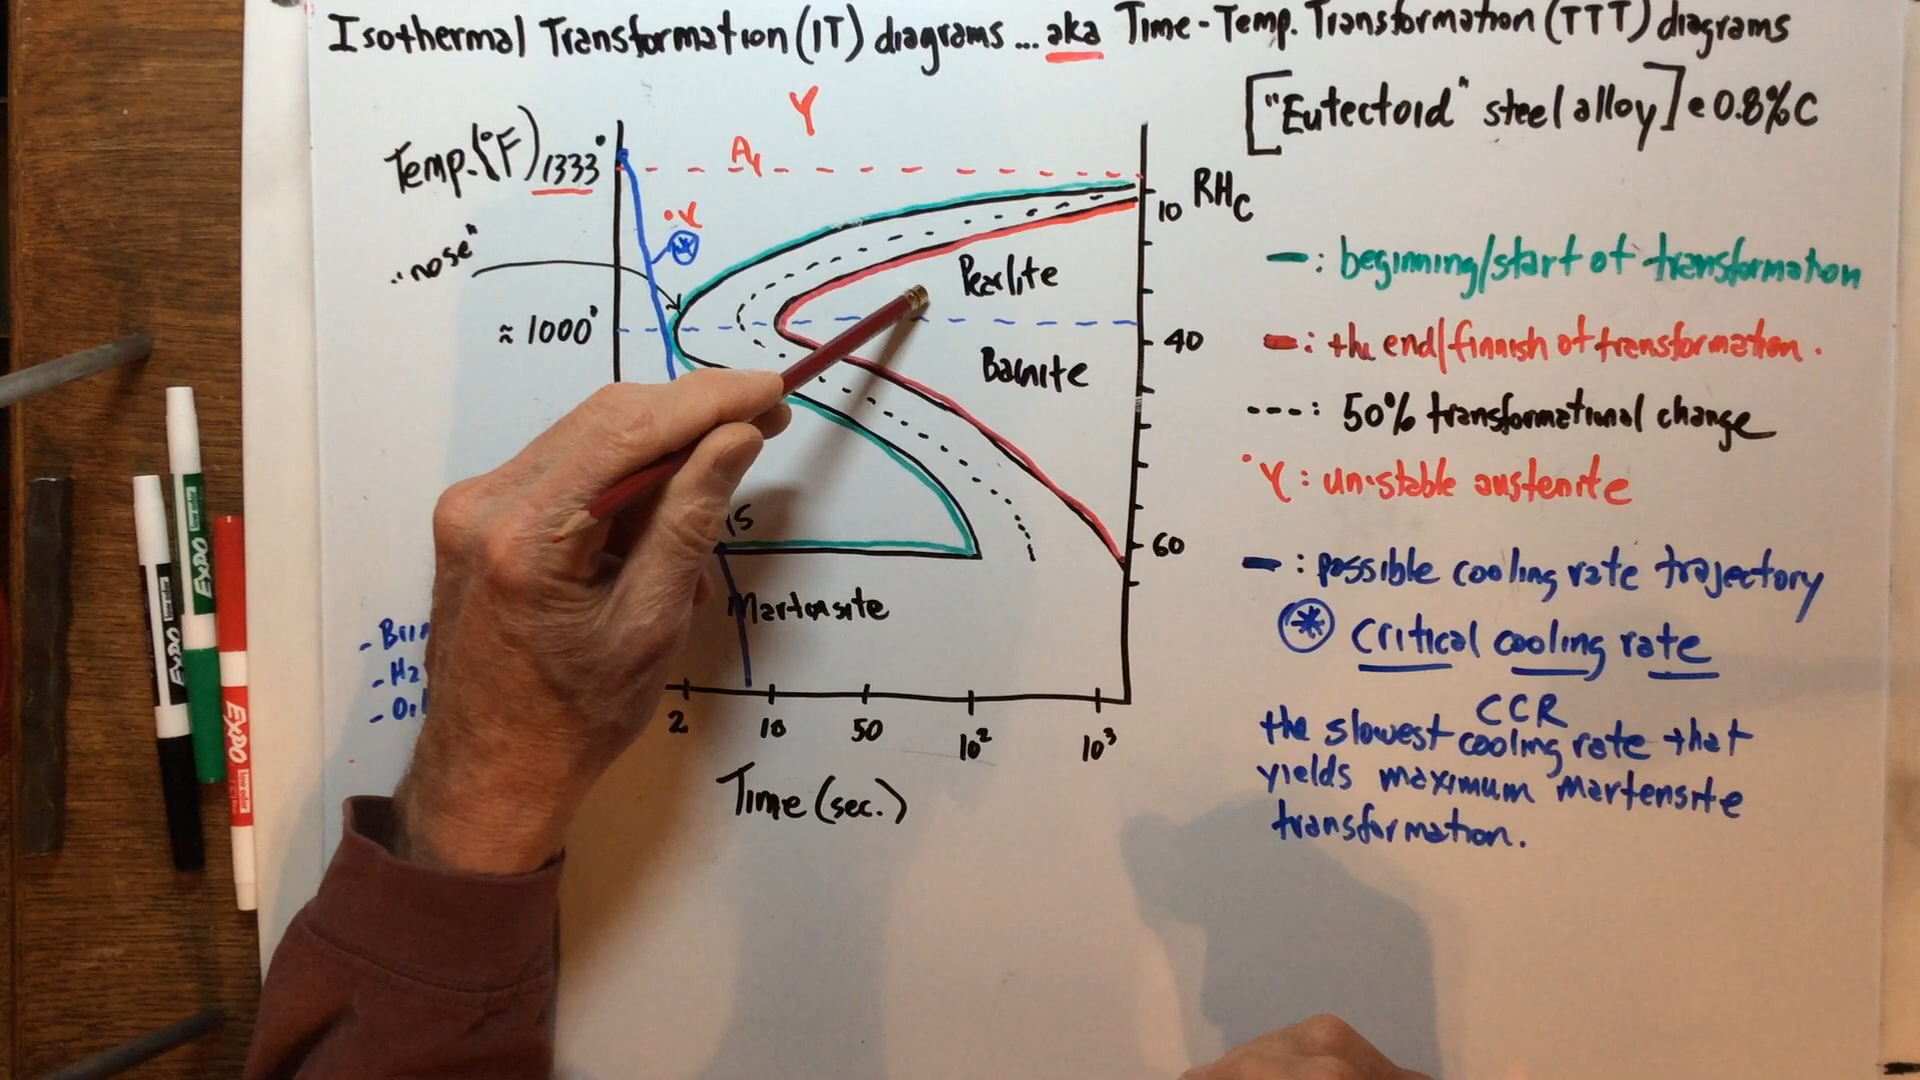 Isothermal Transformation (IT) diagrams ... aka Time-Temp. Transformation (TTT) diagrams
["Eutectoid" steel alloy] @ 0.8%C
γ
Temp. (°F) 1333°
A₁
RHC
10
·γ
"nose"
Pearlite
-: beginning/start of transformation
≈ 1000°
40
-: the end/finnish of transformation.
Bainite
---: 50% transformational change
·γ: un-stable austenite
60
-: possible cooling rate trajectory
Martensite
* Critical cooling rate
CCR
the slowest cooling rate that
yields maximum Martensite
transformation.
2 10 50 10² 10³
Time (sec.)
EXPO
EXPO
EXPO